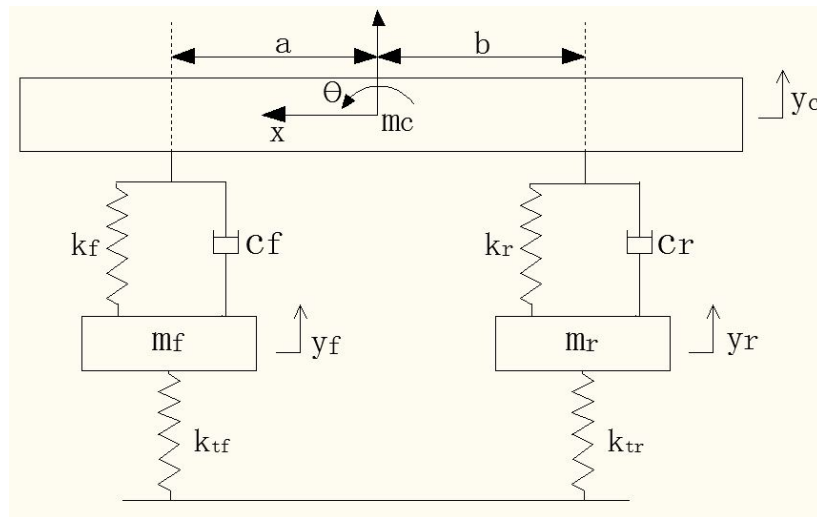 a b
θ
x mc yc
kf cf kr cr
mf yf mr yr
ktf ktr